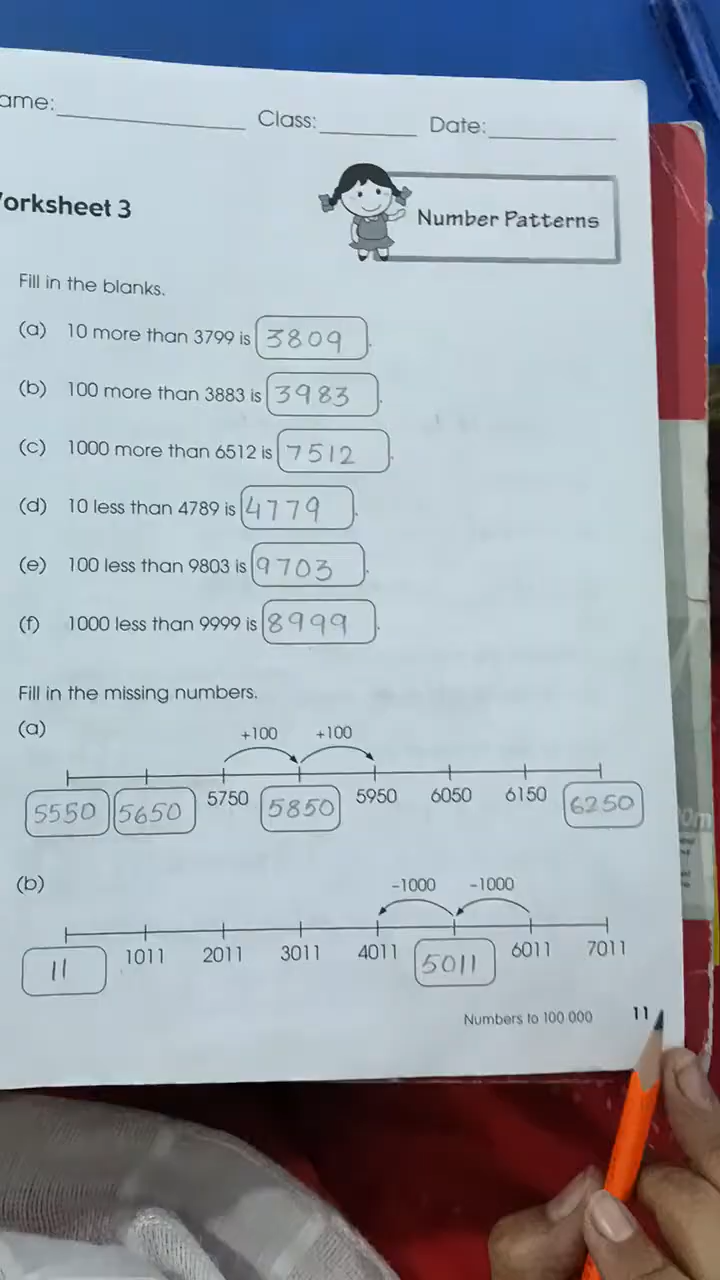 ame:
Class:
Date:
orksheet 3
Number Patterns
Fill in the blanks.
(a) 10 more than 3799 is 3809.
(b) 100 more than 3883 is 3983.
(c) 1000 more than 6512 is 7512.
(d) 10 less than 4789 is 4779.
(e) 100 less than 9803 is 9703.
(f) 1000 less than 9999 is 8999.
Fill in the missing numbers.
(a)
+100 +100
5550 5650 5750 5850 5950 6050 6150 6250
(b)
-1000 -1000
11 1011 2011 3011 4011 5011 6011 7011
Numbers to 100 000 11